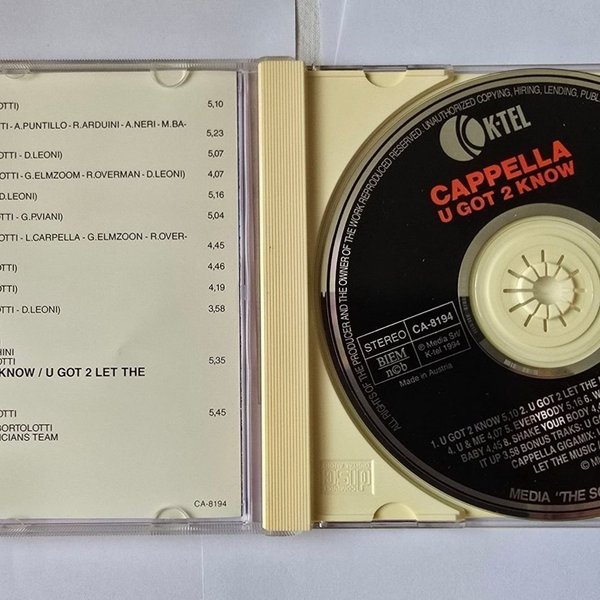 OTTI) 5,10
OTTI - A.PUNTILLO - R.ARDUINI - A.NERI - M.BA-
5,23
OTTI - D.LEONI) 5,07
OTTI - G.ELMZOOM - R.OVERMAN - D.LEONI) 4,07
D.LEONI) 5,16
OTTI - G.P.VIANI) 5,04
OTTI - L.CARPELLA - G.ELMZOON - R.OVER-
4,45
OTTI) 4,46
OTTI) 4,19
OTTI - D.LEONI) 3,58
HINI
OTTI) 5,35
KNOW / U GOT 2 LET THE
OTTI) 5,45
BORTOLOTTI
ICIANS TEAM
CA-8194
ALL RIGHTS OF THE PRODUCER AND THE OWNER OF THE WORK REPRODUCED RESERVED. UNAUTHORIZED COPYING, HIRING, LENDING, PUBL
K-TEL
CAPPELLA
U GOT 2 KNOW
STEREO CA-8194
BIEM
n©b
℗ Media Srl/
K-tel 1994
Made in Austria
1. U GOT 2 KNOW 5,10 2. U GOT 2 LET THE
4. U & ME 4,07 5. EVERYBODY 5,16 6. W
BABY 4,45 8. SHAKE YOUR BODY 4,
IT UP 3,58 BONUS TRAKS: U G
CAPPELLA GIGAMIX:
LET THE MUSIC
MEDIA 'THE SO
COMPACT
disc